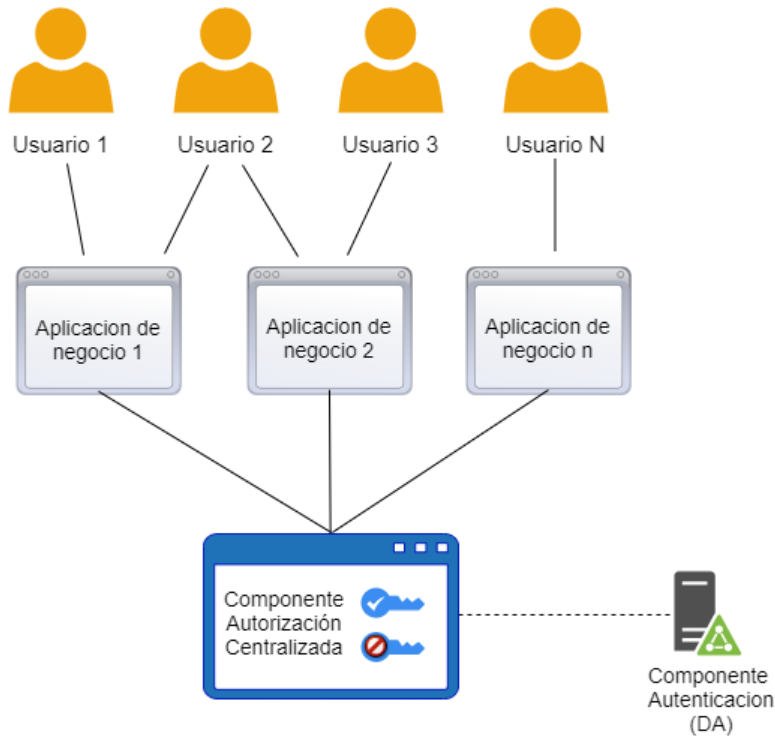 Usuario 1
Usuario 2
Usuario 3
Usuario N
Aplicacion de
negocio 1
Aplicacion de
negocio 2
Aplicacion de
negocio n
Componente
Autorización
Centralizada
Componente
Autenticacion
(DA)